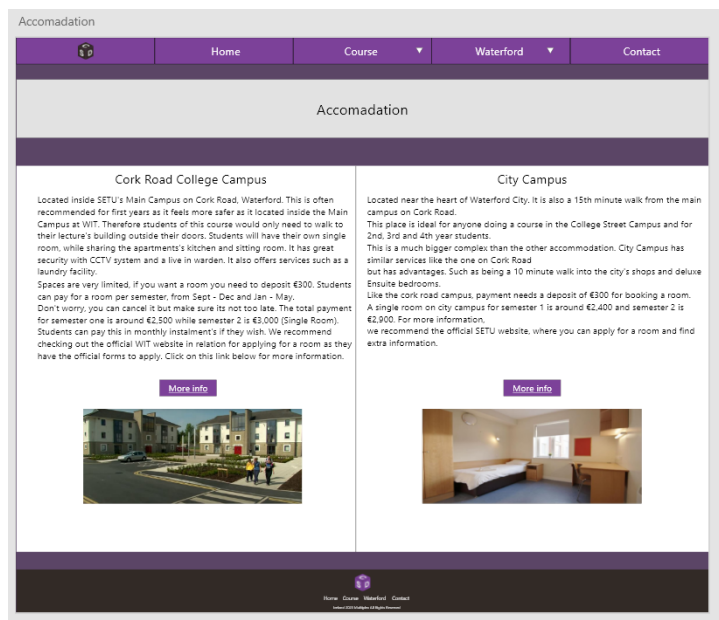 Accomadation
Home
Course ▼
Waterford ▼
Contact
Accomadation
Cork Road College Campus
Located inside SETU's Main Campus on Cork Road, Waterford. This is often
recommended for first years as it feels more safer as it located inside the Main
Campus at WIT. Therefore students of this course would only need to walk to
their lecture's building outside their doors. Students will have their own single
room, while sharing the apartments's kitchen and sitting room. It has great
security with CCTV system and a live in warden. It also offers services such as a
laundry facility.
Spaces are very limited, if you want a room you need to deposit €300. Students
can pay for a room per semester, from Sept - Dec and Jan - May.
Don't worry, you can cancel it but make sure its not too late. The total payment
for semester one is around €2,500 while semester 2 is €3,000 (Single Room).
Students can pay this in monthly instalment's if they wish. We recommend
checking out the official WIT website in relation for applying for a room as they
have the official forms to apply. Click on this link below for more information.
More info
City Campus
Located near the heart of Waterford City. It is also a 15th minute walk from the main
campus on Cork Road.
This place is ideal for anyone doing a course in the College Street Campus and for
2nd, 3rd and 4th year students.
This is a much bigger complex than the other accommodation. City Campus has
similar services like the one on Cork Road
but has advantages. Such as being a 10 minute walk into the city's shops and deluxe
Ensuite bedrooms.
Like the cork road campus, payment needs a deposit of €300 for booking a room.
A single room on city campus for semester 1 is around €2,400 and semester 2 is
€2,900. For more information,
we recommend the official SETU website, where you can apply for a room and find
extra information.
More info
Home Course Waterford Contact
All Rights Reserved